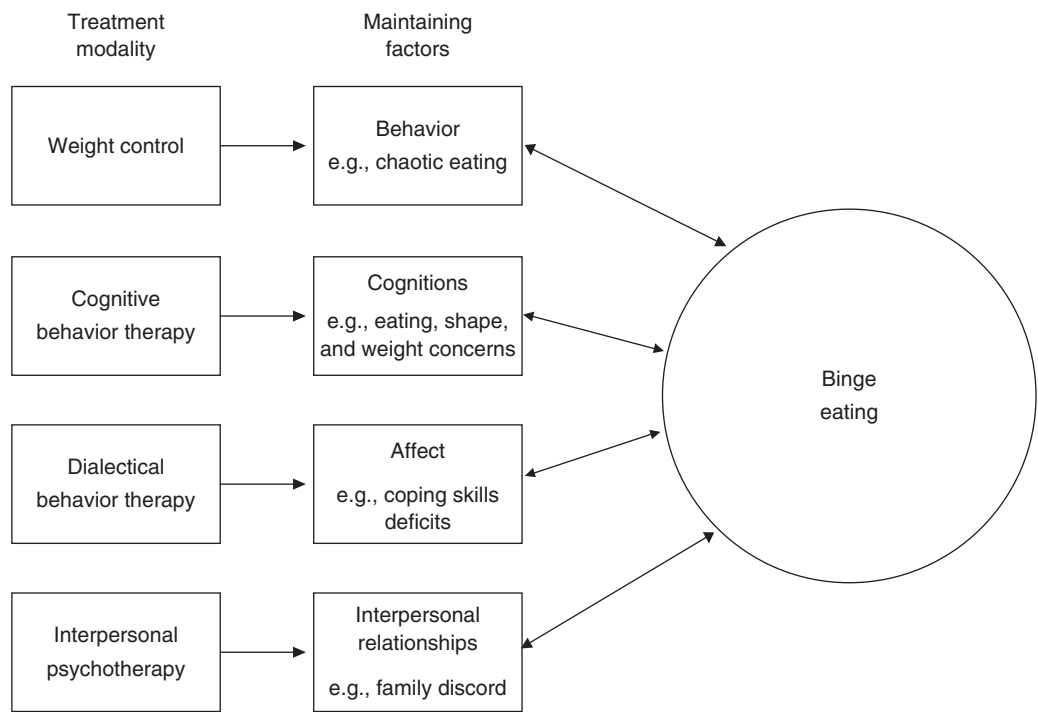 Treatment
modality
Maintaining
factors
Weight control
Behavior
e.g., chaotic eating
Cognitive
behavior therapy
Cognitions
e.g., eating, shape,
and weight concerns
Dialectical
behavior therapy
Affect
e.g., coping skills
deficits
Interpersonal
psychotherapy
Interpersonal
relationships
e.g., family discord
Binge
eating